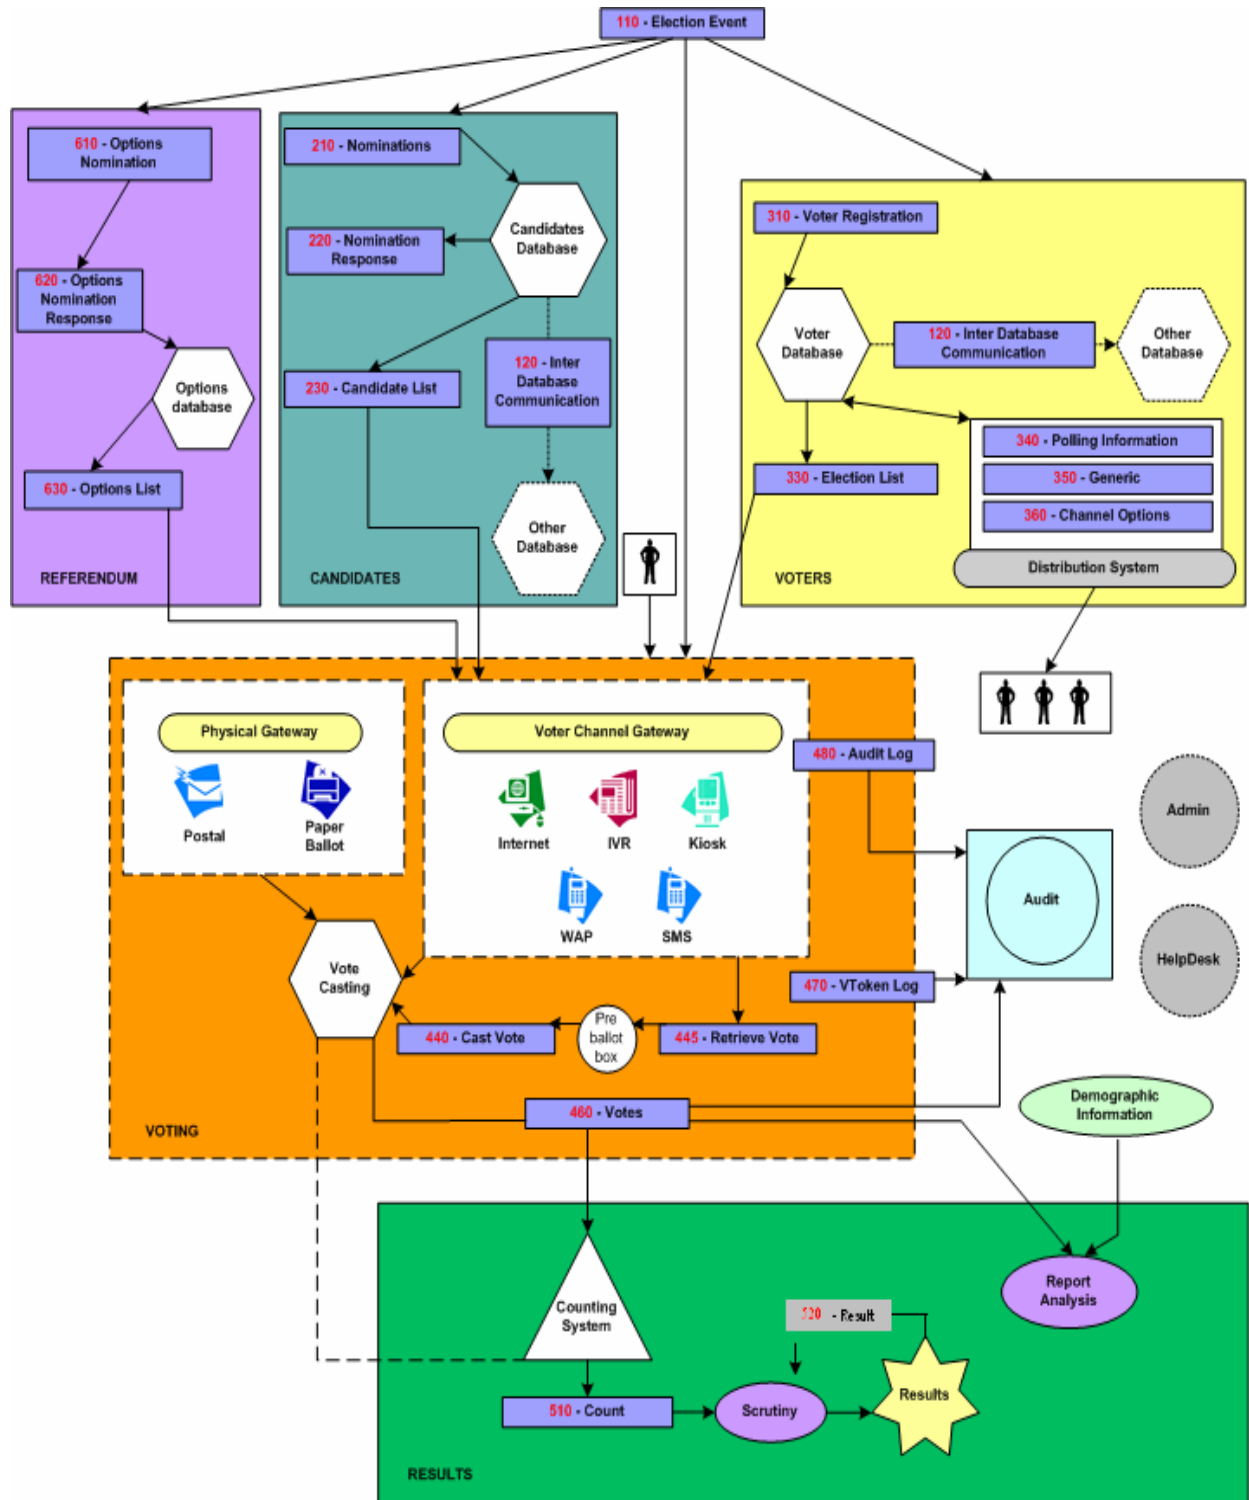 110 - Election Event
610 - Options
Nomination
620 - Options
Nomination
Response
Options
database
630 - Options List
REFERENDUM
210 - Nominations
Candidates
Database
220 - Nomination
Response
120 - Inter
Database
Communication
230 - Candidate List
Other
Database
CANDIDATES
310 - Voter Registration
Voter
Database
120 - Inter Database
Communication
Other
Database
340 - Polling Information
350 - Generic
360 - Channel Options
330 - Election List
Distribution System
VOTERS
Physical Gateway
Postal
Paper
Ballot
Voter Channel Gateway
Internet
IVR
Kiosk
WAP
SMS
480 - Audit Log
Admin
Audit
HelpDesk
Vote
Casting
470 - VToken Log
440 - Cast Vote
Pre
ballot
box
445 - Retrieve Vote
460 - Votes
VOTING
Demographic
Information
Counting
System
Report
Analysis
520 - Result
Results
510 - Count
Scrutiny
RESULTS